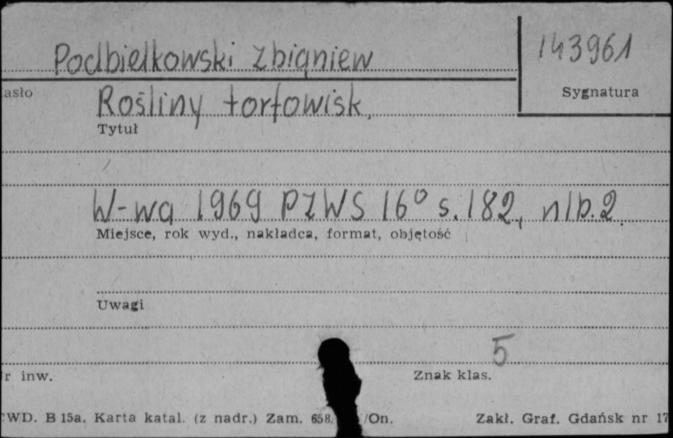 Podbielkowski Zbigniew
143961
asło
Sygnatura
Rośliny torfowisk.
Tytuł
W-wa 1969 PZWS 16° s.182, nlb.2.
Miejsce, rok wyd., nakładca, format, objętość
Uwagi
5
r inw.
Znak klas.
WD. B 15a. Karta katal. (z nadr.) Zam. 658. /On.
Zakł. Graf. Gdańsk nr 17